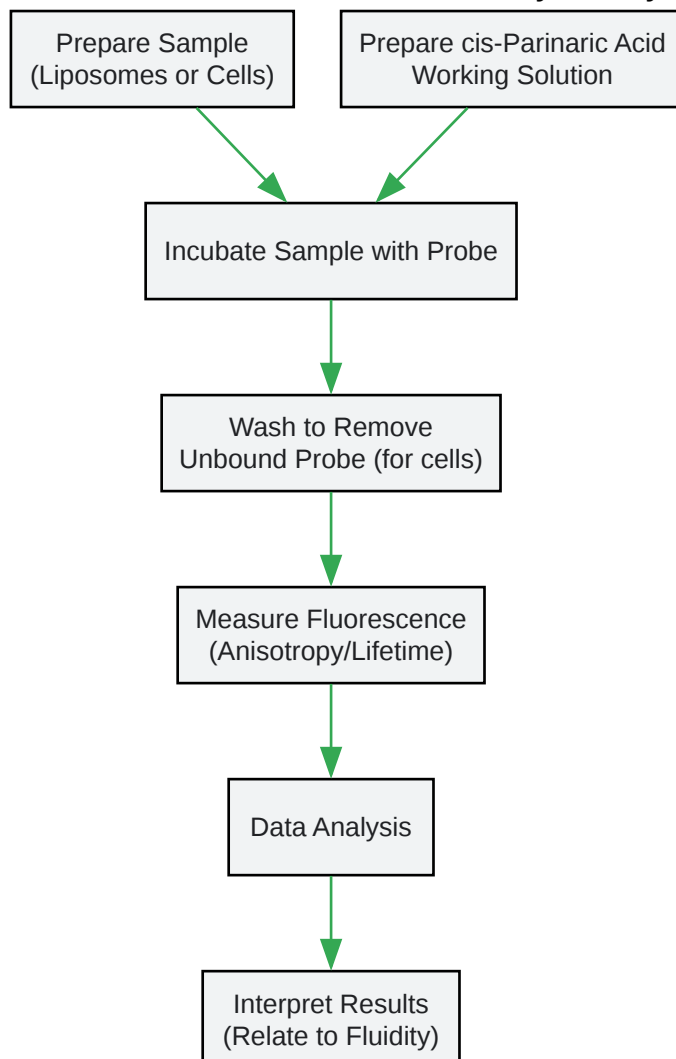 Prepare Sample
(Liposomes or Cells)
Prepare cis-Parinaric Acid
Working Solution
Incubate Sample with Probe
Wash to Remove
Unbound Probe (for cells)
Measure Fluorescence
(Anisotropy/Lifetime)
Data Analysis
Interpret Results
(Relate to Fluidity)